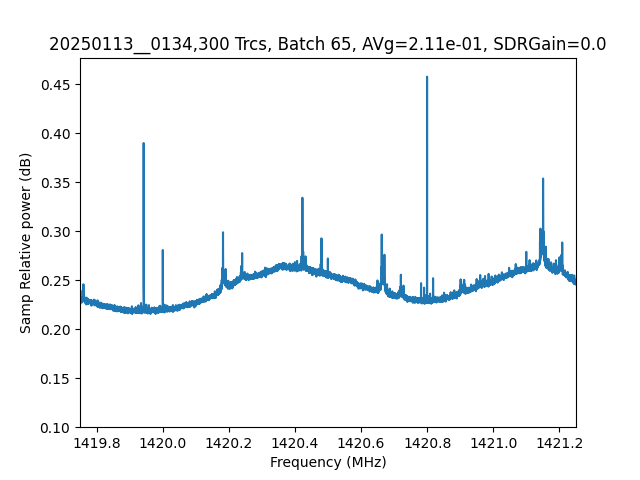 20250113__0134,300 Trcs, Batch 65, AVg=2.11e-01, SDRGain=0.0
0.45
0.40
0.35
0.30
0.25
0.20
0.15
0.10
Samp Relative power (dB)
1419.8 1420.0 1420.2 1420.4 1420.6 1420.8 1421.0 1421.2
Frequency (MHz)